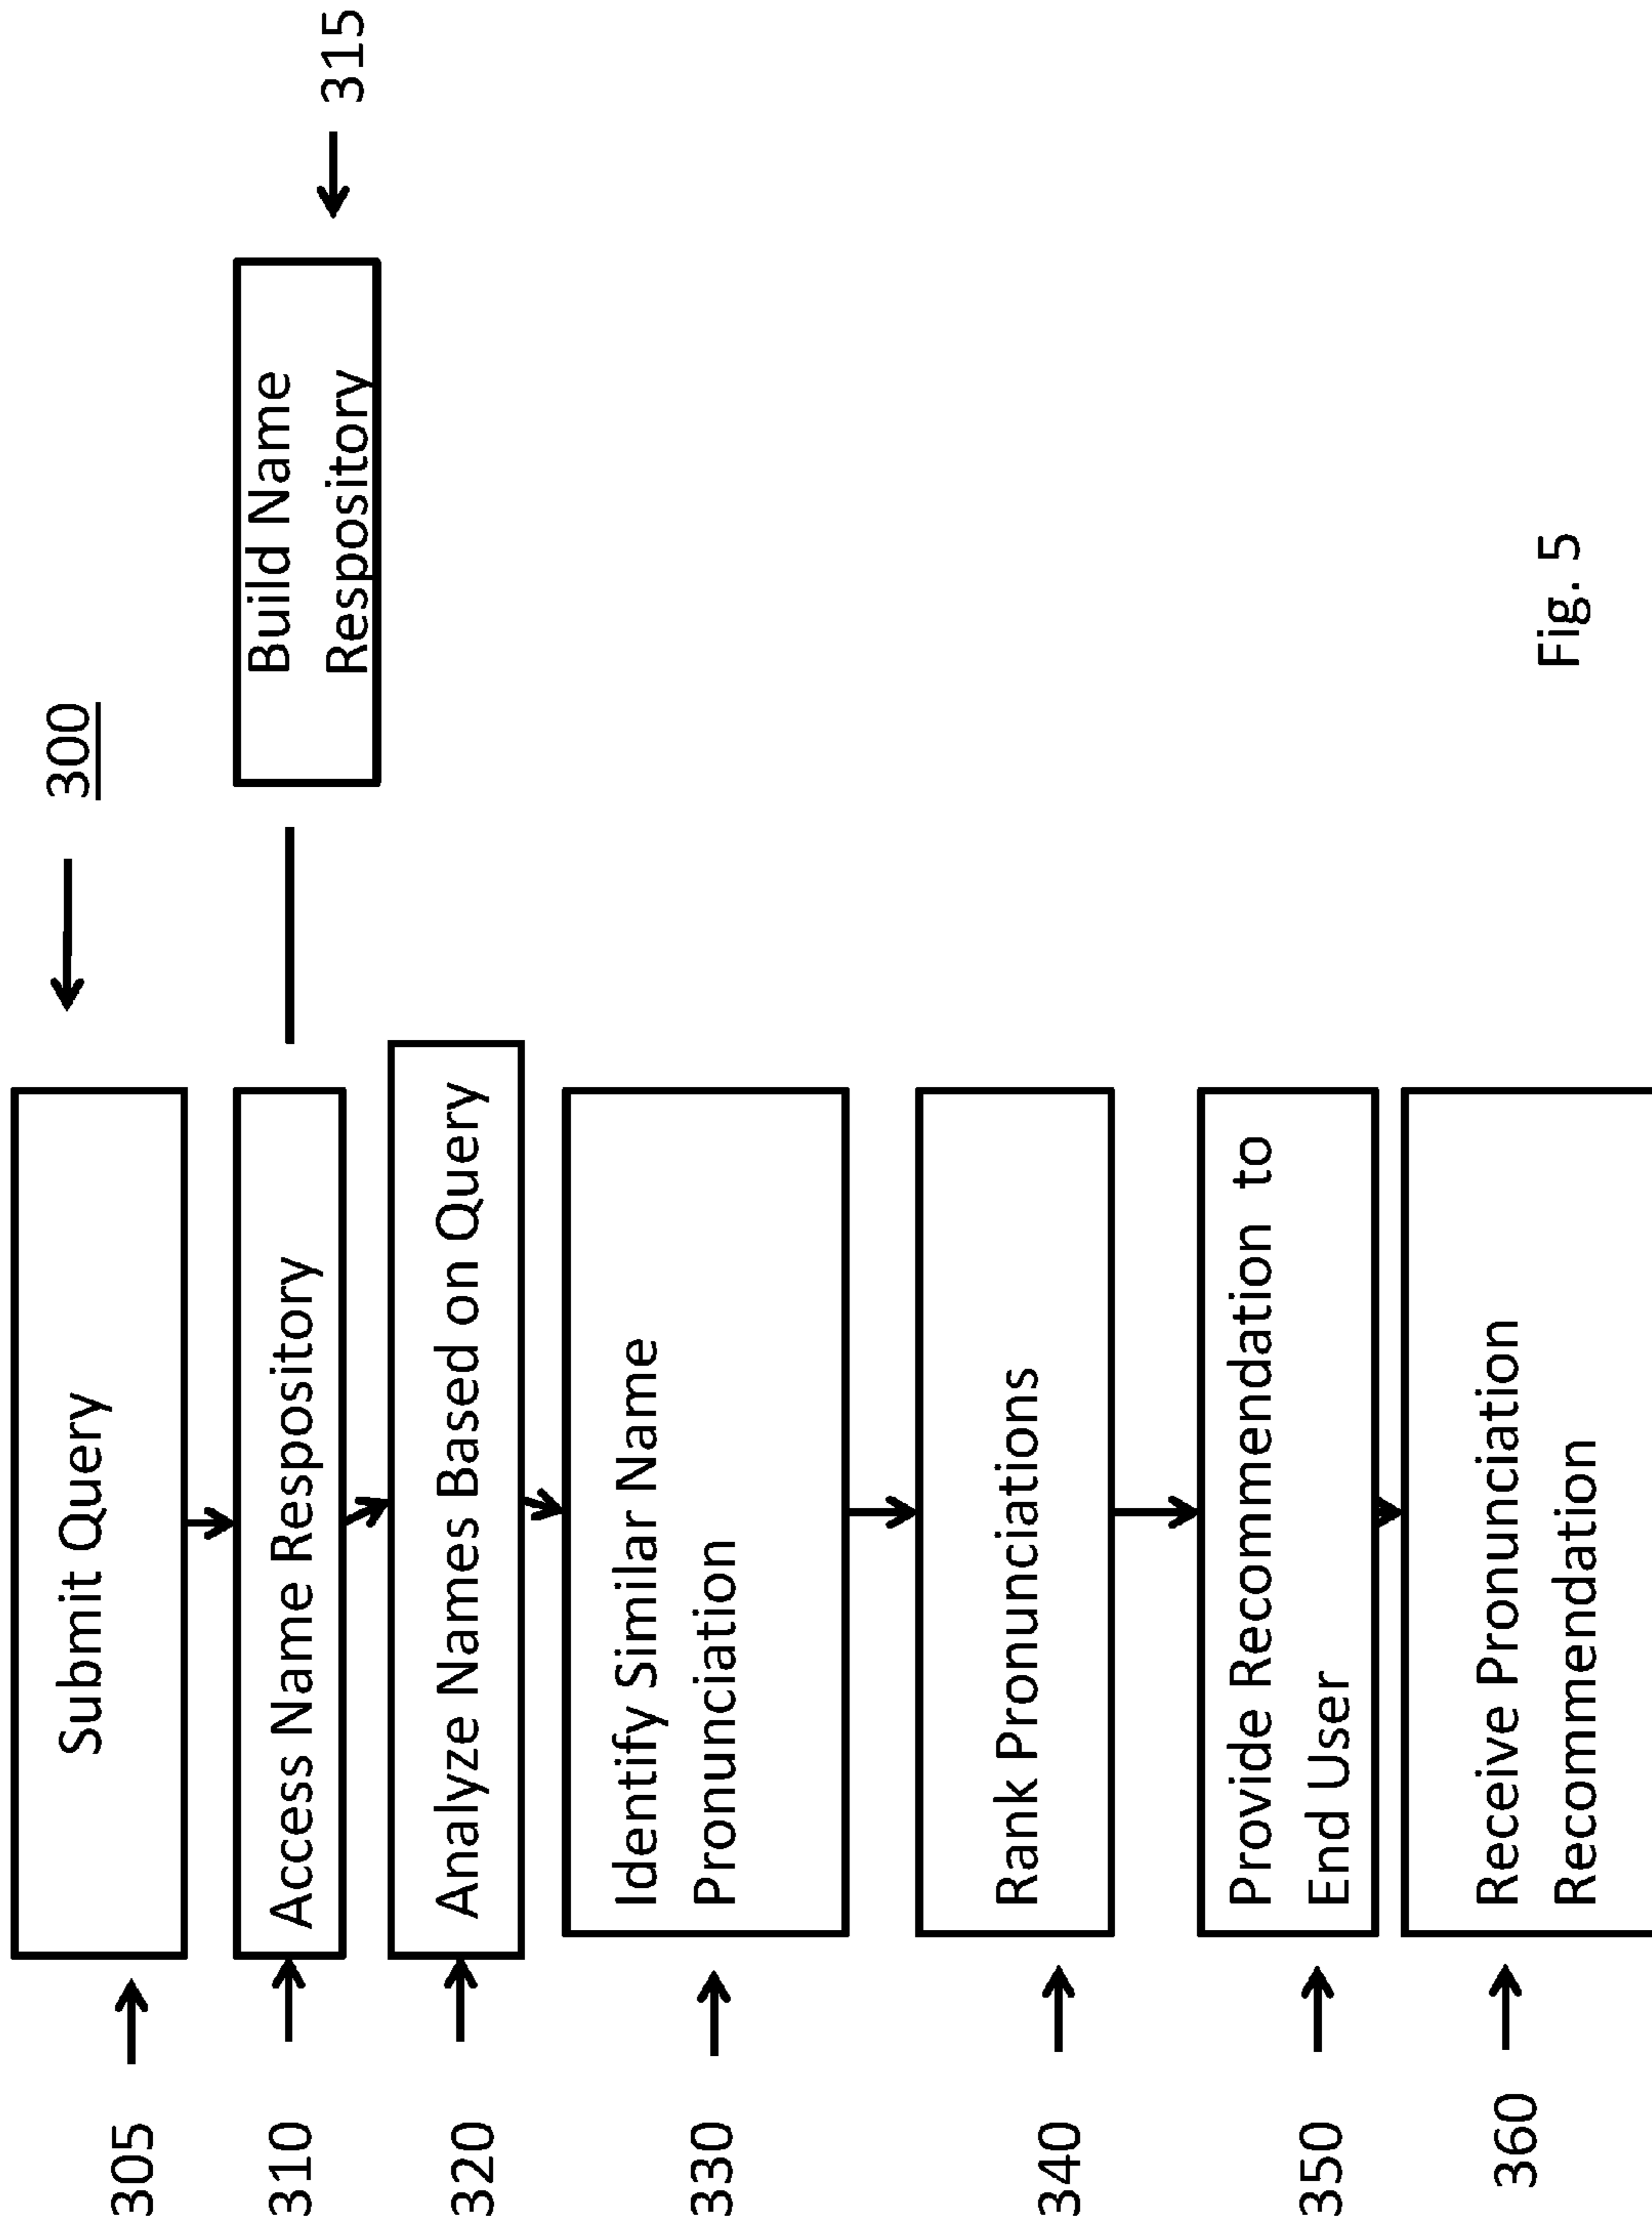 300
305
Submit Query
310
Access Name Respository
Build Name
Respository
315
320
Analyze Names Based on Query
330
Identify Similar Name
Pronunciation
340
Rank Pronunciations
350
Provide Recommendation to
End User
360
Receive Pronunciation
Recommendation
Fig. 5